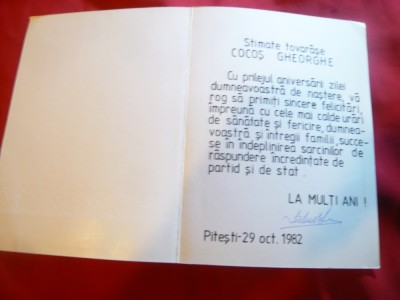 Stimate tovarăşe
COCOŞ GHEORGHE
Cu prilejul aniversării zilei
dumneavoastră de naştere, vă
rog să primiţi sincere felicitări,
împreună cu cele mai calde urări
de sănătate şi fericire, dumnea-
voastră şi întregii familii, succe-
se în îndeplinirea sarcinilor de
răspundere încredinţate de
partid şi de stat.
LA MULŢI ANI !
Piteşti-29 oct. 1982